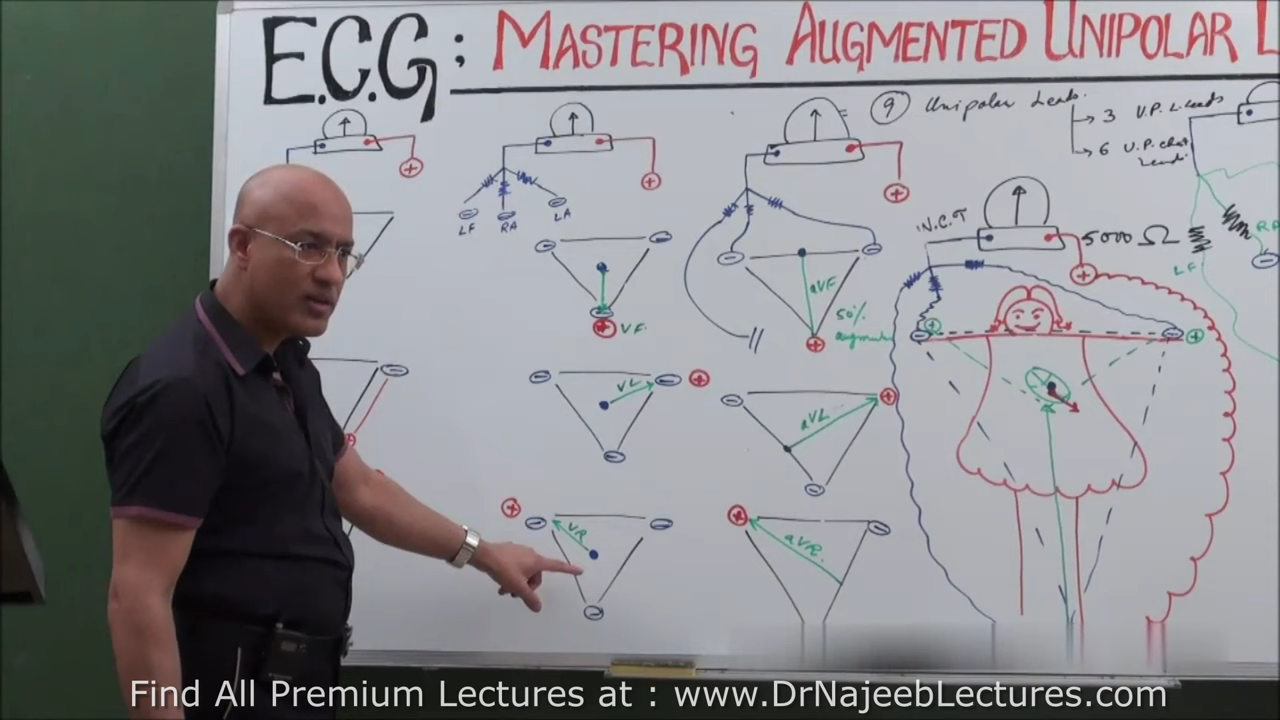 E.C.G; MASTERING AUGMENTED UNIPOLAR L
9 Unipolar Leads.
→ 3 U.P. Leads
→ 6 U.P. chest
Leads
LF RA LA
N.C.T
5000 Ω
RA
LF
VF
aVF
50%
VL
aVL
VR
aVR
Find All Premium Lectures at : www.DrNajeebLectures.com